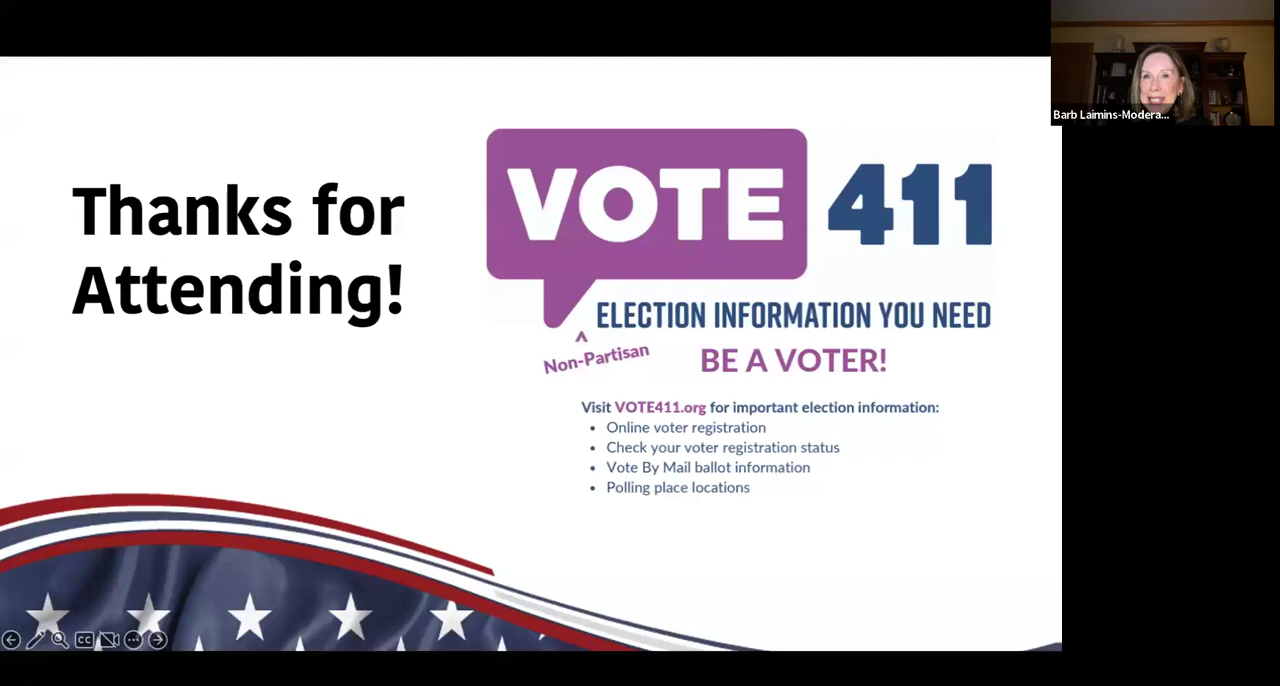 Thanks for
Attending!
VOTE 411
ELECTION INFORMATION YOU NEED
^
Non-Partisan
BE A VOTER!
Visit VOTE411.org for important election information:
• Online voter registration
• Check your voter registration status
• Vote By Mail ballot information
• Polling place locations
CC
Barb Laimins-Modera...